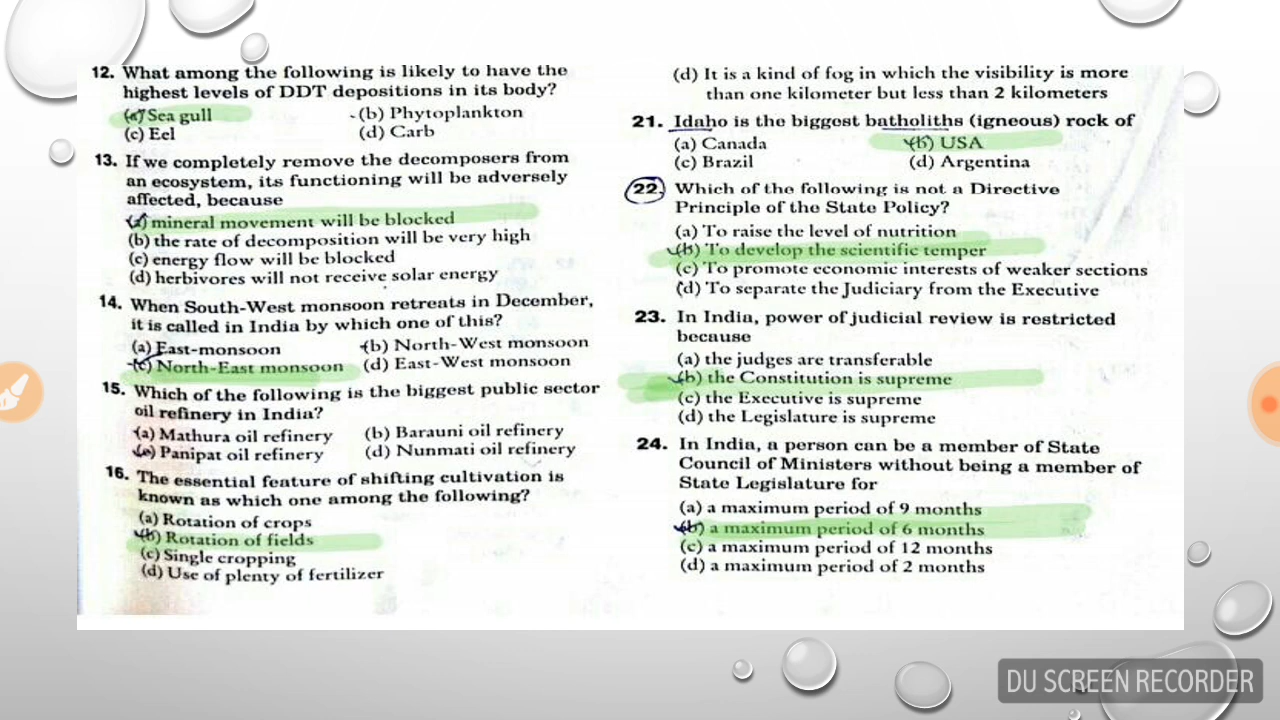 12. What among the following is likely to have the
highest levels of DDT depositions in its body?
(a) Sea gull (b) Phytoplankton
(c) Eel (d) Carb
13. If we completely remove the decomposers from
an ecosystem, its functioning will be adversely
affected, because
(a) mineral movement will be blocked
(b) the rate of decomposition will be very high
(c) energy flow will be blocked
(d) herbivores will not receive solar energy
14. When South-West monsoon retreats in December,
it is called in India by which one of this?
(a) East-monsoon (b) North-West monsoon
(c) North-East monsoon (d) East-West monsoon
15. Which of the following is the biggest public sector
oil refinery in India?
(a) Mathura oil refinery (b) Barauni oil refinery
(c) Panipat oil refinery (d) Nunmati oil refinery
16. The essential feature of shifting cultivation is
known as which one among the following?
(a) Rotation of crops
(b) Rotation of fields
(c) Single cropping
(d) Use of plenty of fertilizer
(d) It is a kind of fog in which the visibility is more
than one kilometer but less than 2 kilometers
21. Idaho is the biggest batholiths (igneous) rock of
(a) Canada (b) USA
(c) Brazil (d) Argentina
22. Which of the following is not a Directive
Principle of the State Policy?
(a) To raise the level of nutrition
(b) To develop the scientific temper
(c) To promote economic interests of weaker sections
(d) To separate the Judiciary from the Executive
23. In India, power of judicial review is restricted
because
(a) the judges are transferable
(b) the Constitution is supreme
(c) the Executive is supreme
(d) the Legislature is supreme
24. In India, a person can be a member of State
Council of Ministers without being a member of
State Legislature for
(a) a maximum period of 9 months
(b) a maximum period of 6 months
(c) a maximum period of 12 months
(d) a maximum period of 2 months
DU SCREEN RECORDER